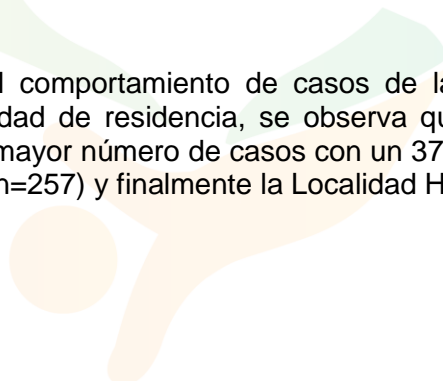 l comportamiento de casos de la
dad de residencia, se observa qu
mayor número de casos con un 37
n=257) y finalmente la Localidad H